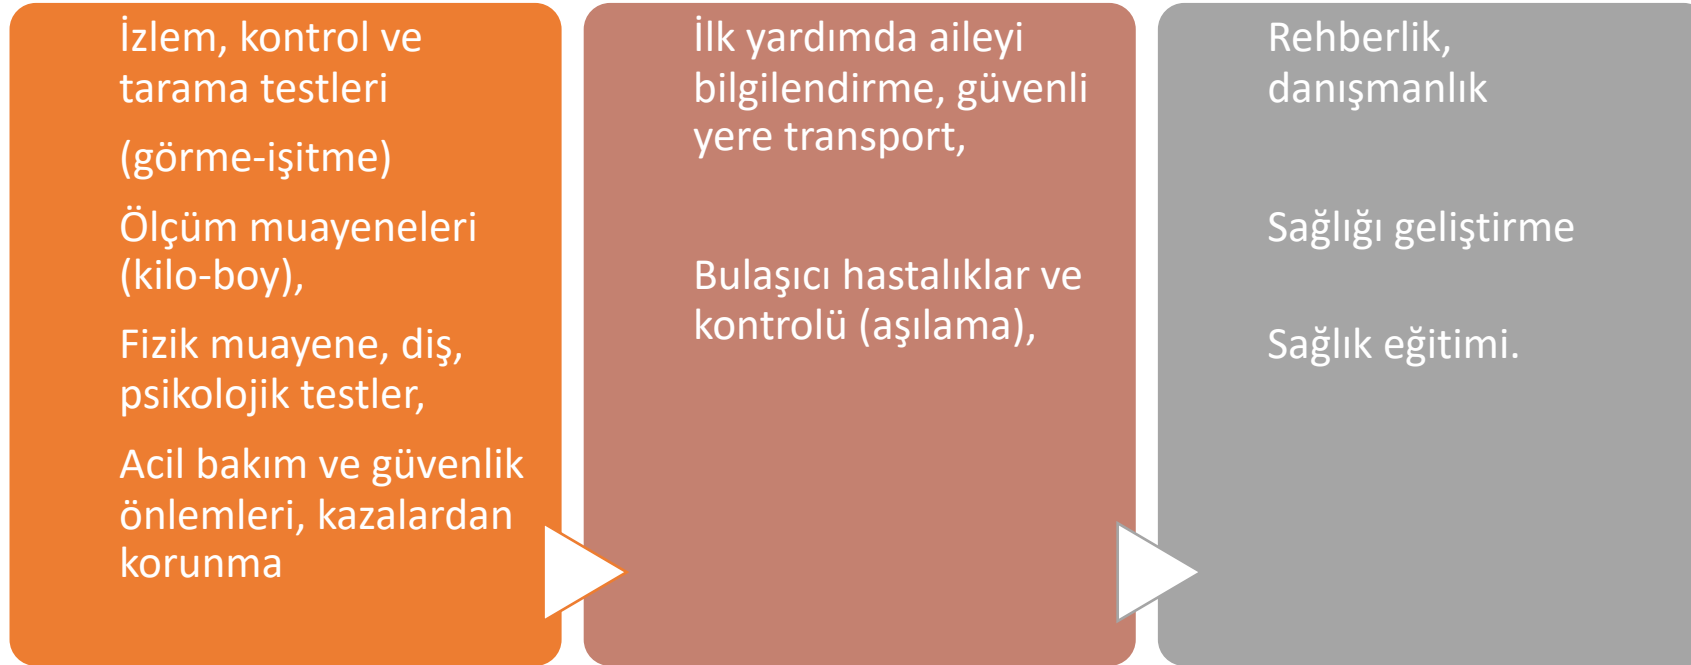 İzlem, kontrol ve
tarama testleri
(görme-işitme)
Ölçüm muayeneleri
(kilo-boy),
Fizik muayene, diş,
psikolojik testler,
Acil bakım ve güvenlik
önlemleri, kazalardan
korunma
İlk yardımda aileyi
bilgilendirme, güvenli
yere transport,
Bulaşıcı hastalıklar ve
kontrolü (aşılama),
Rehberlik,
danışmanlık
Sağlığı geliştirme
Sağlık eğitimi.